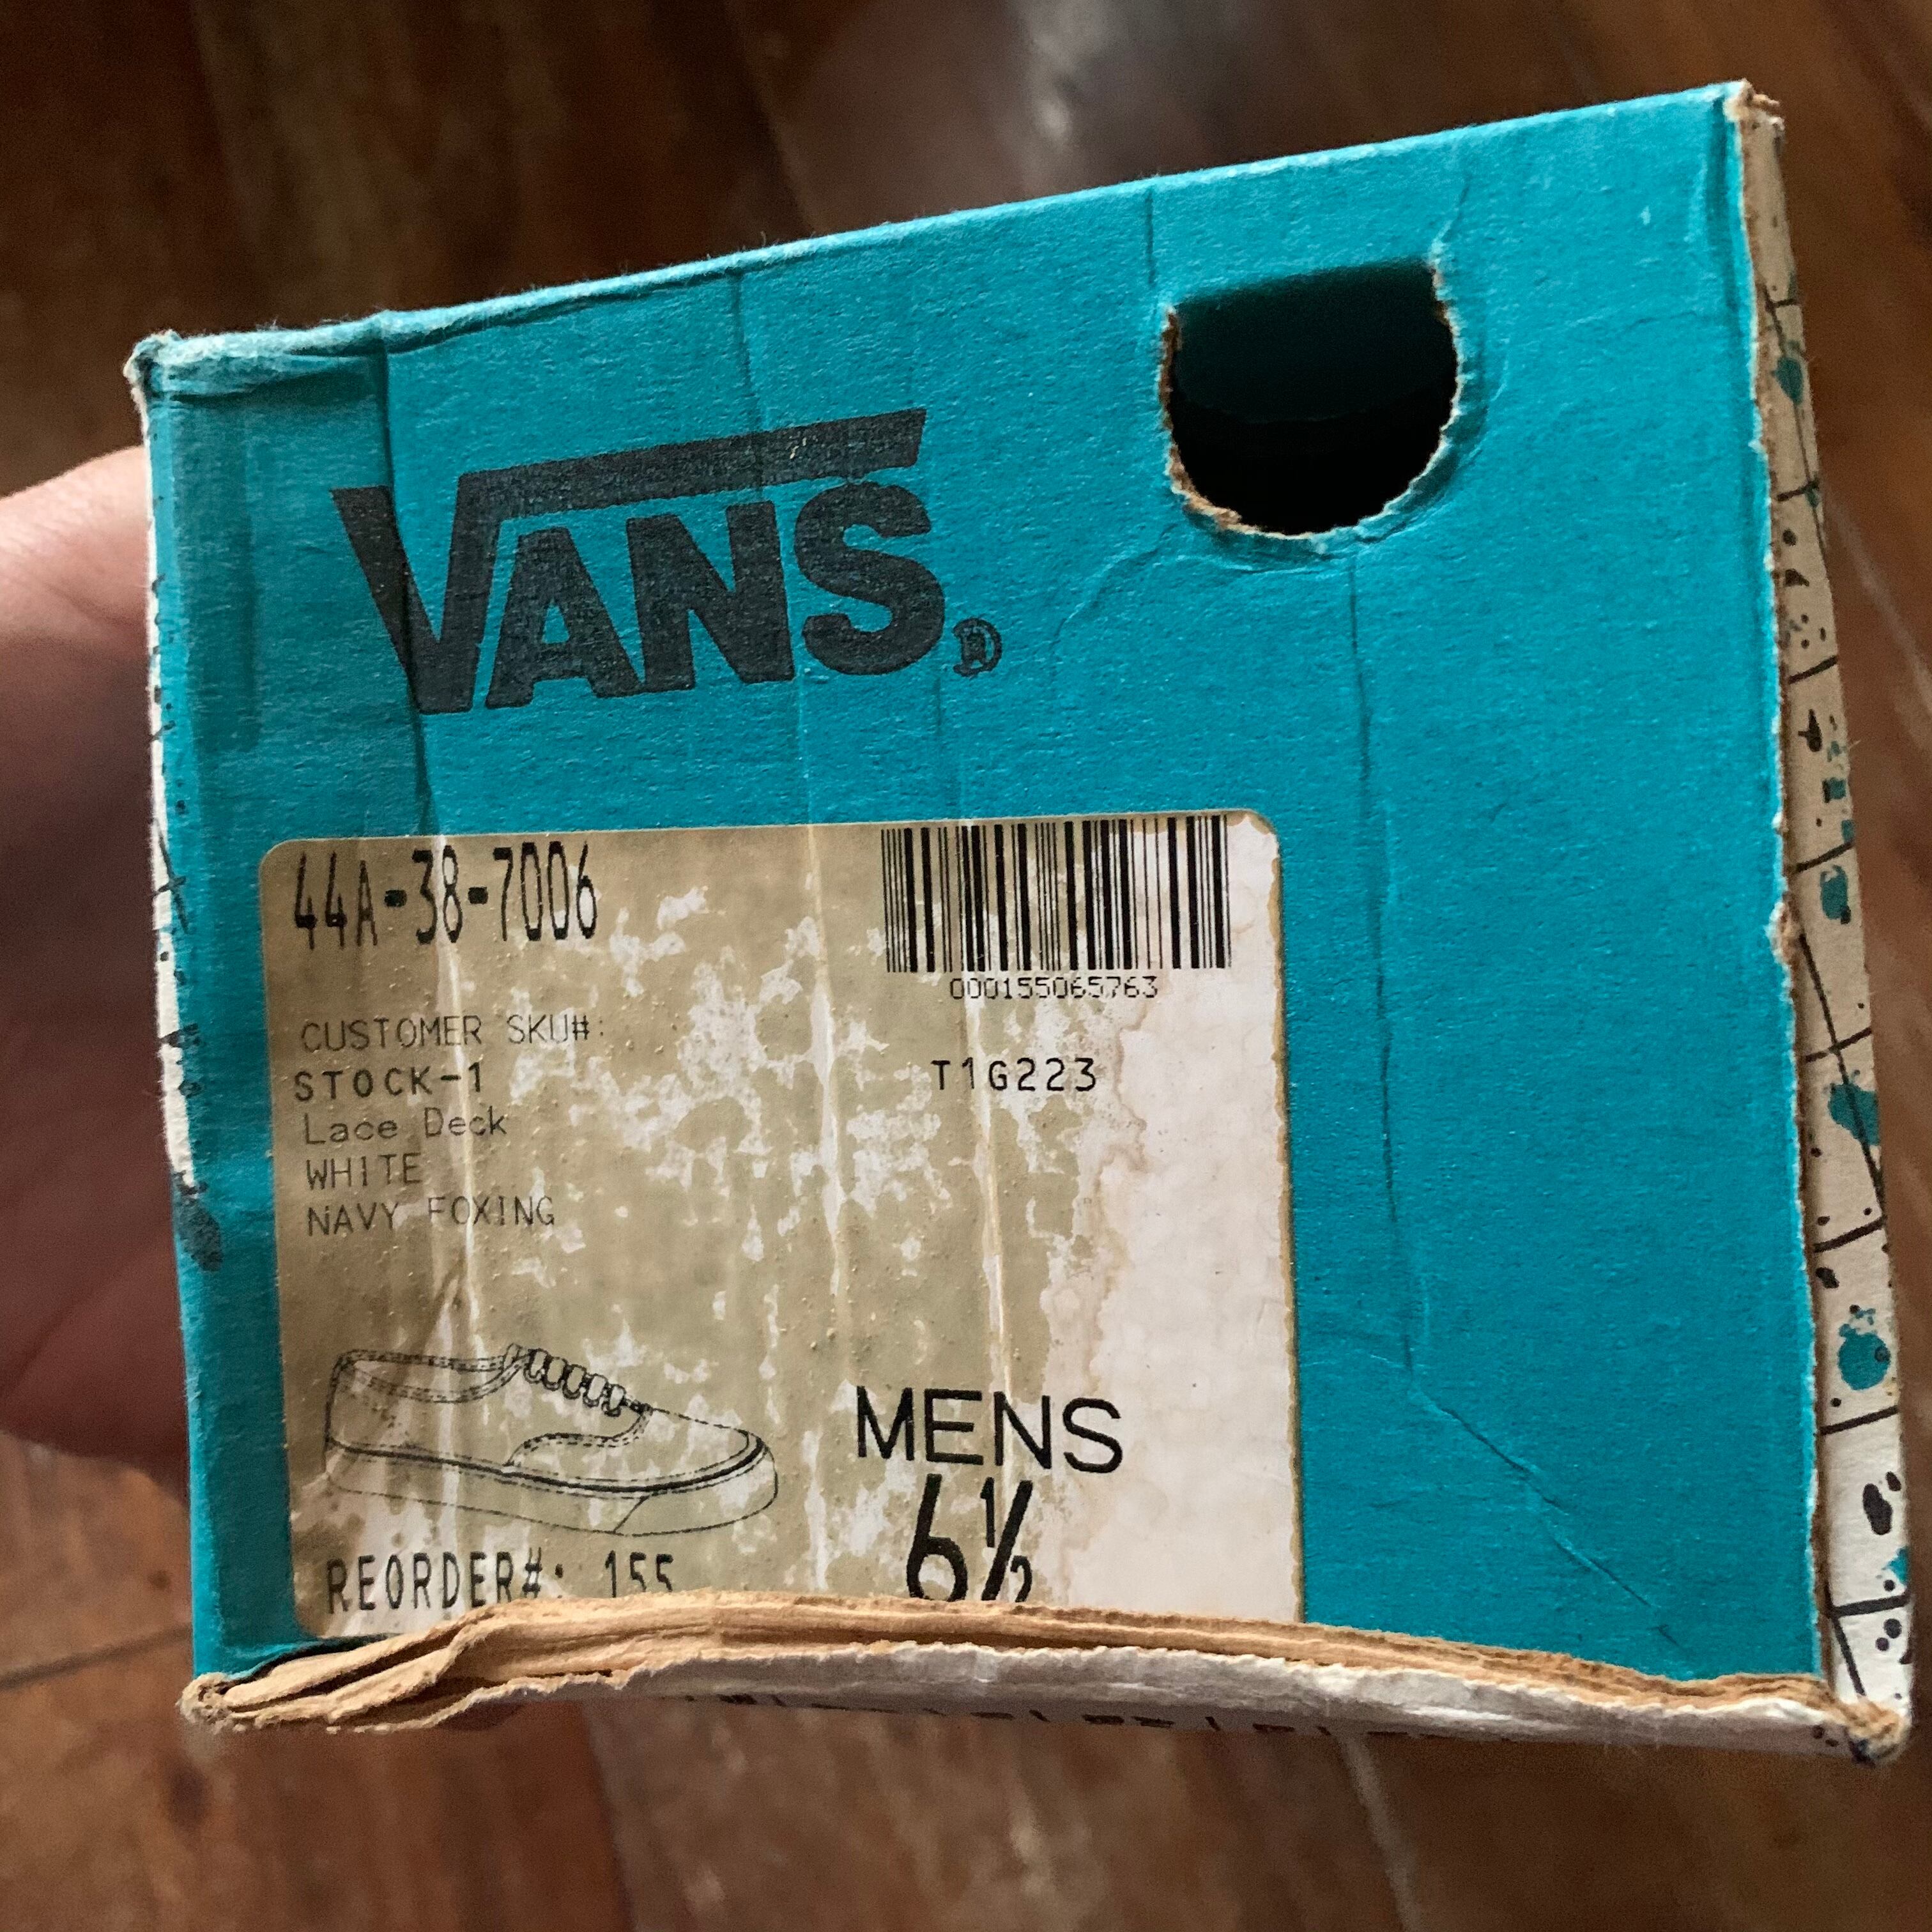 VANS®
44A-38-7006
000155065763
CUSTOMER SKU#:
STOCK-1
T1G223
Lace Deck
WHITE
NAVY FOXING
MENS
6½
REORDER#: 155